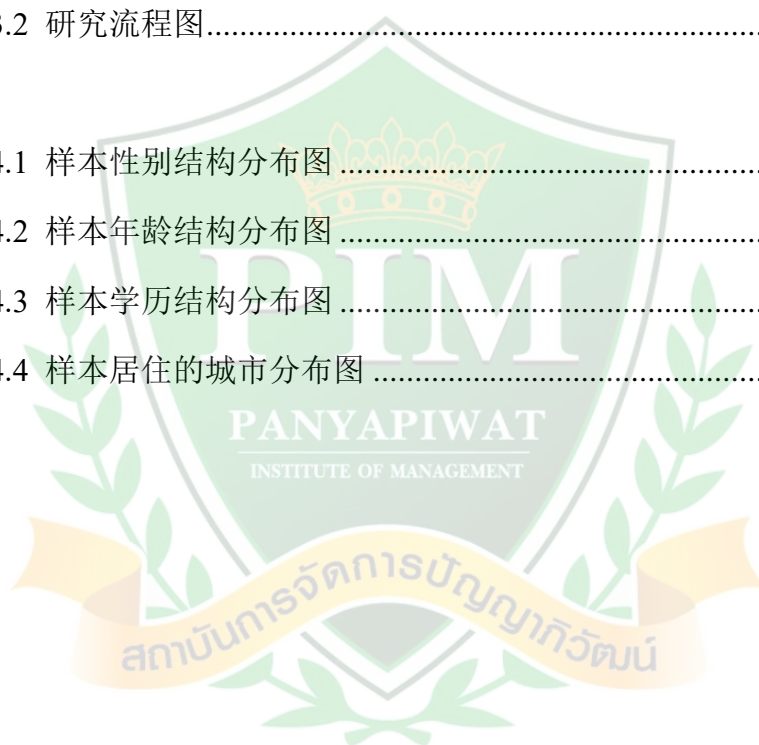 3.2 研究流程图...............................................................................
4.1 样本性别结构分布图...........................................................
4.2 样本年龄结构分布图...........................................................
4.3 样本学历结构分布图...........................................................
4.4 样本居住的城市分布图.......................................................
PIM
PANYAPIWAT
INSTITUTE OF MANAGEMENT
สถาบันการจัดการปัญญาภิวัฒน์